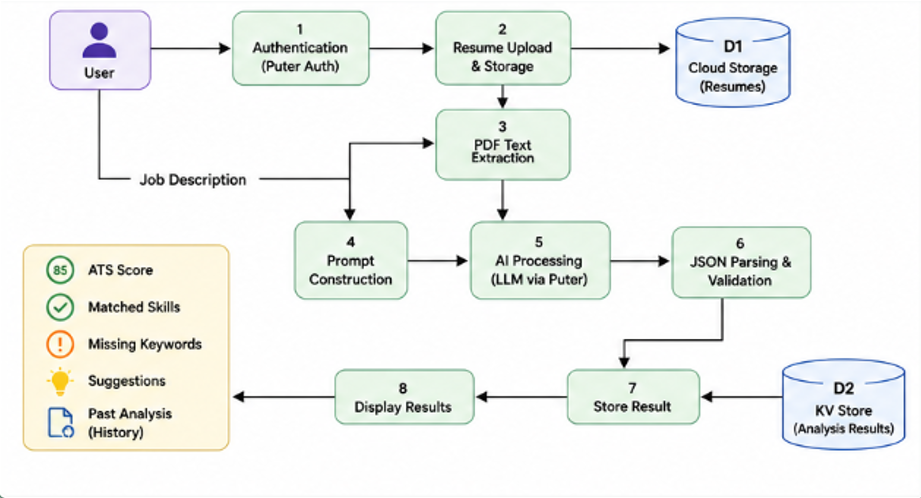 User
1
Authentication
(Puter Auth)
2
Resume Upload
& Storage
D1
Cloud Storage
(Resumes)
3
PDF Text
Extraction
Job Description
4
Prompt
Construction
5
AI Processing
(LLM via Puter)
6
JSON Parsing &
Validation
85 ATS Score
Matched Skills
! Missing Keywords
Suggestions
Past Analysis
(History)
8
Display Results
7
Store Result
D2
KV Store
(Analysis Results)